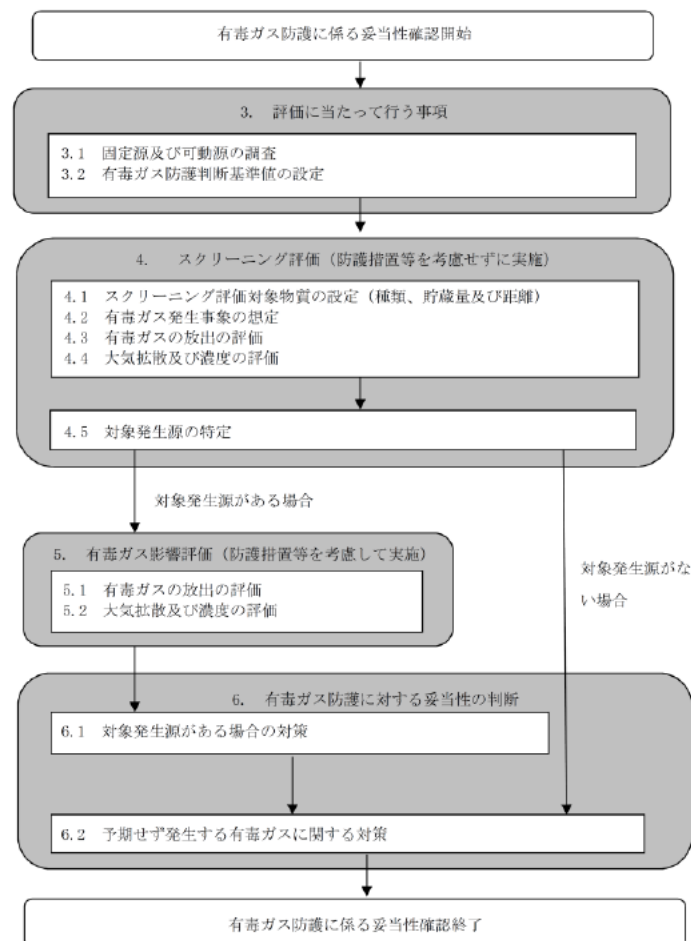 有毒ガス防護に係る妥当性確認開始
3. 評価に当たって行う事項
3.1 固定源及び可動源の調査
3.2 有毒ガス防護判断基準値の設定
4. スクリーニング評価（防護措置等を考慮せずに実施）
4.1 スクリーニング評価対象物質の設定（種類、貯蔵量及び距離）
4.2 有毒ガス発生事象の想定
4.3 有毒ガスの放出の評価
4.4 大気拡散及び濃度の評価
4.5 対象発生源の特定
対象発生源がある場合
5. 有毒ガス影響評価（防護措置等を考慮して実施）
5.1 有毒ガスの放出の評価
5.2 大気拡散及び濃度の評価
対象発生源がな
い場合
6. 有毒ガス防護に対する妥当性の判断
6.1 対象発生源がある場合の対策
6.2 予期せず発生する有毒ガスに関する対策
有毒ガス防護に係る妥当性確認終了